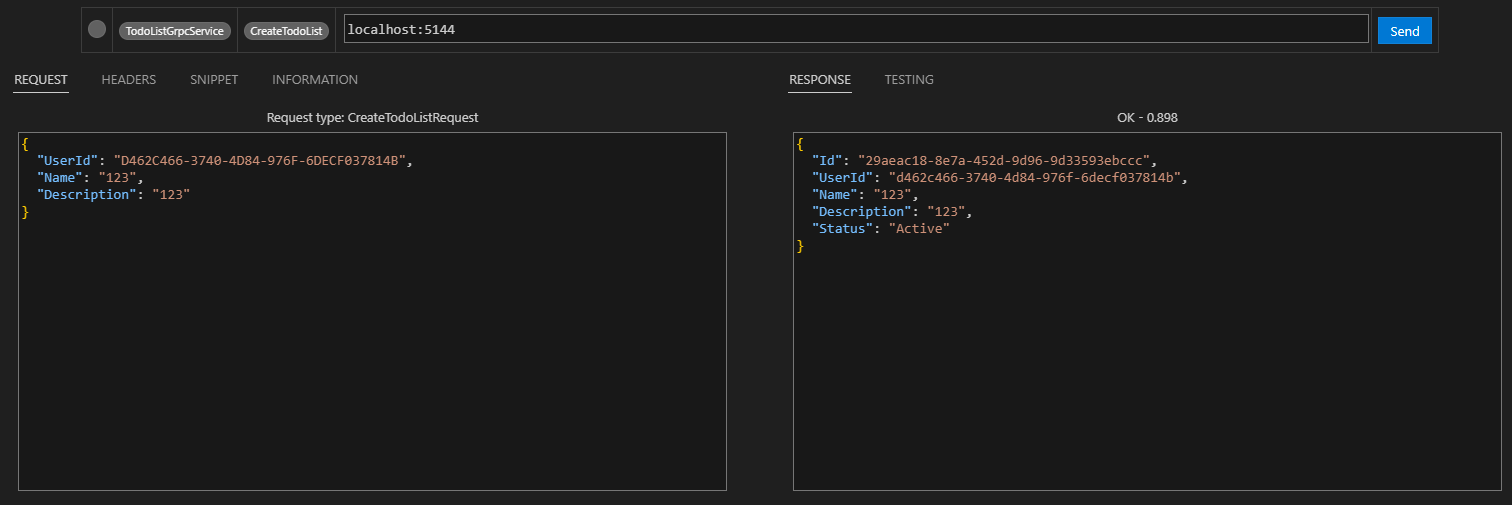 TodoListGrpcService CreateTodoList localhost:5144 Send
REQUEST HEADERS SNIPPET INFORMATION
Request type: CreateTodoListRequest
{
"UserId": "D462C466-3740-4D84-976F-6DECF037814B",
"Name": "123",
"Description": "123"
}
RESPONSE TESTING
OK - 0.898
{
"Id": "29aeac18-8e7a-452d-9d96-9d33593ebccc",
"UserId": "d462c466-3740-4d84-976f-6decf037814b",
"Name": "123",
"Description": "123",
"Status": "Active"
}